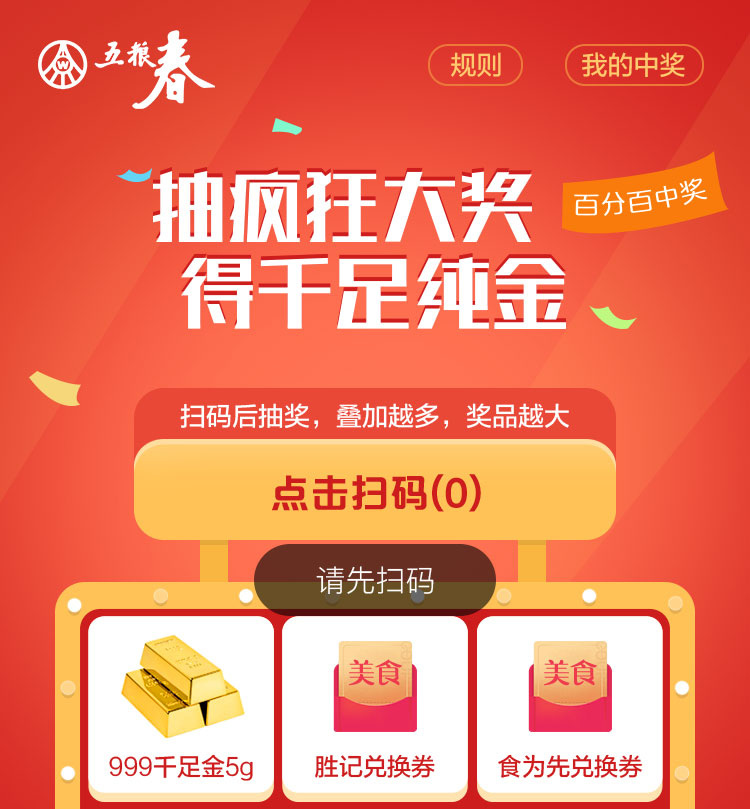 W
五粮春
规则
我的中奖
抽疯狂大奖
百分百中奖
得千足纯金
扫码后抽奖，叠加越多，奖品越大
点击扫码(0)
请先扫码
美食
美食
999千足金5g
胜记兑换券
食为先兑换券